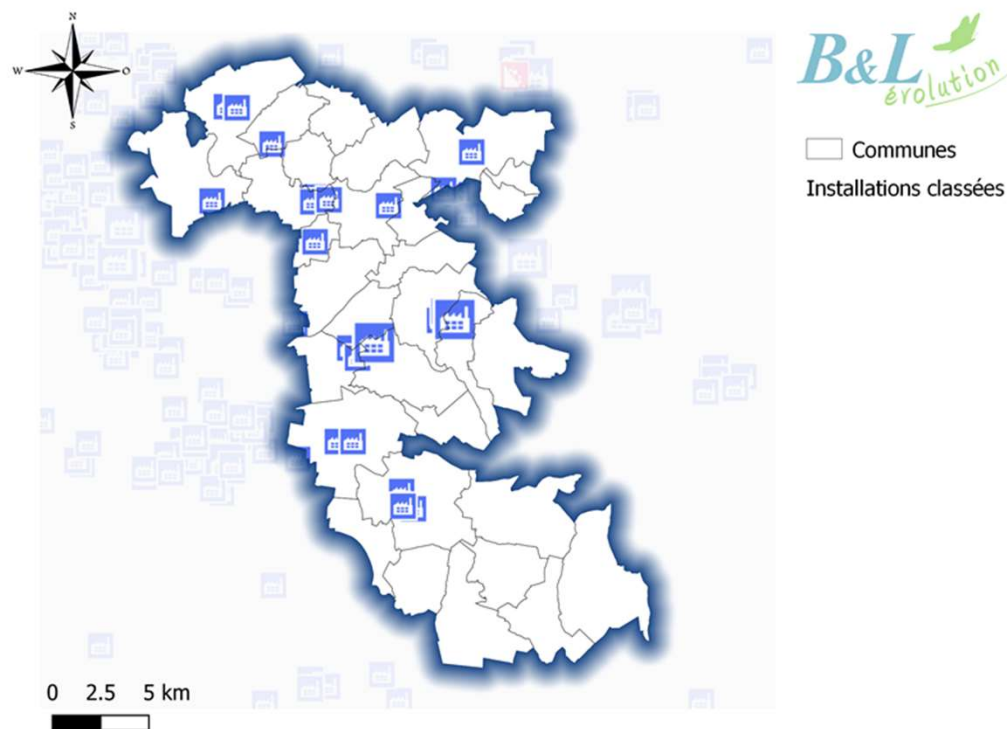 N
W
O
S
B&L
évolution
Communes
Installations classées
0 2.5 5 km